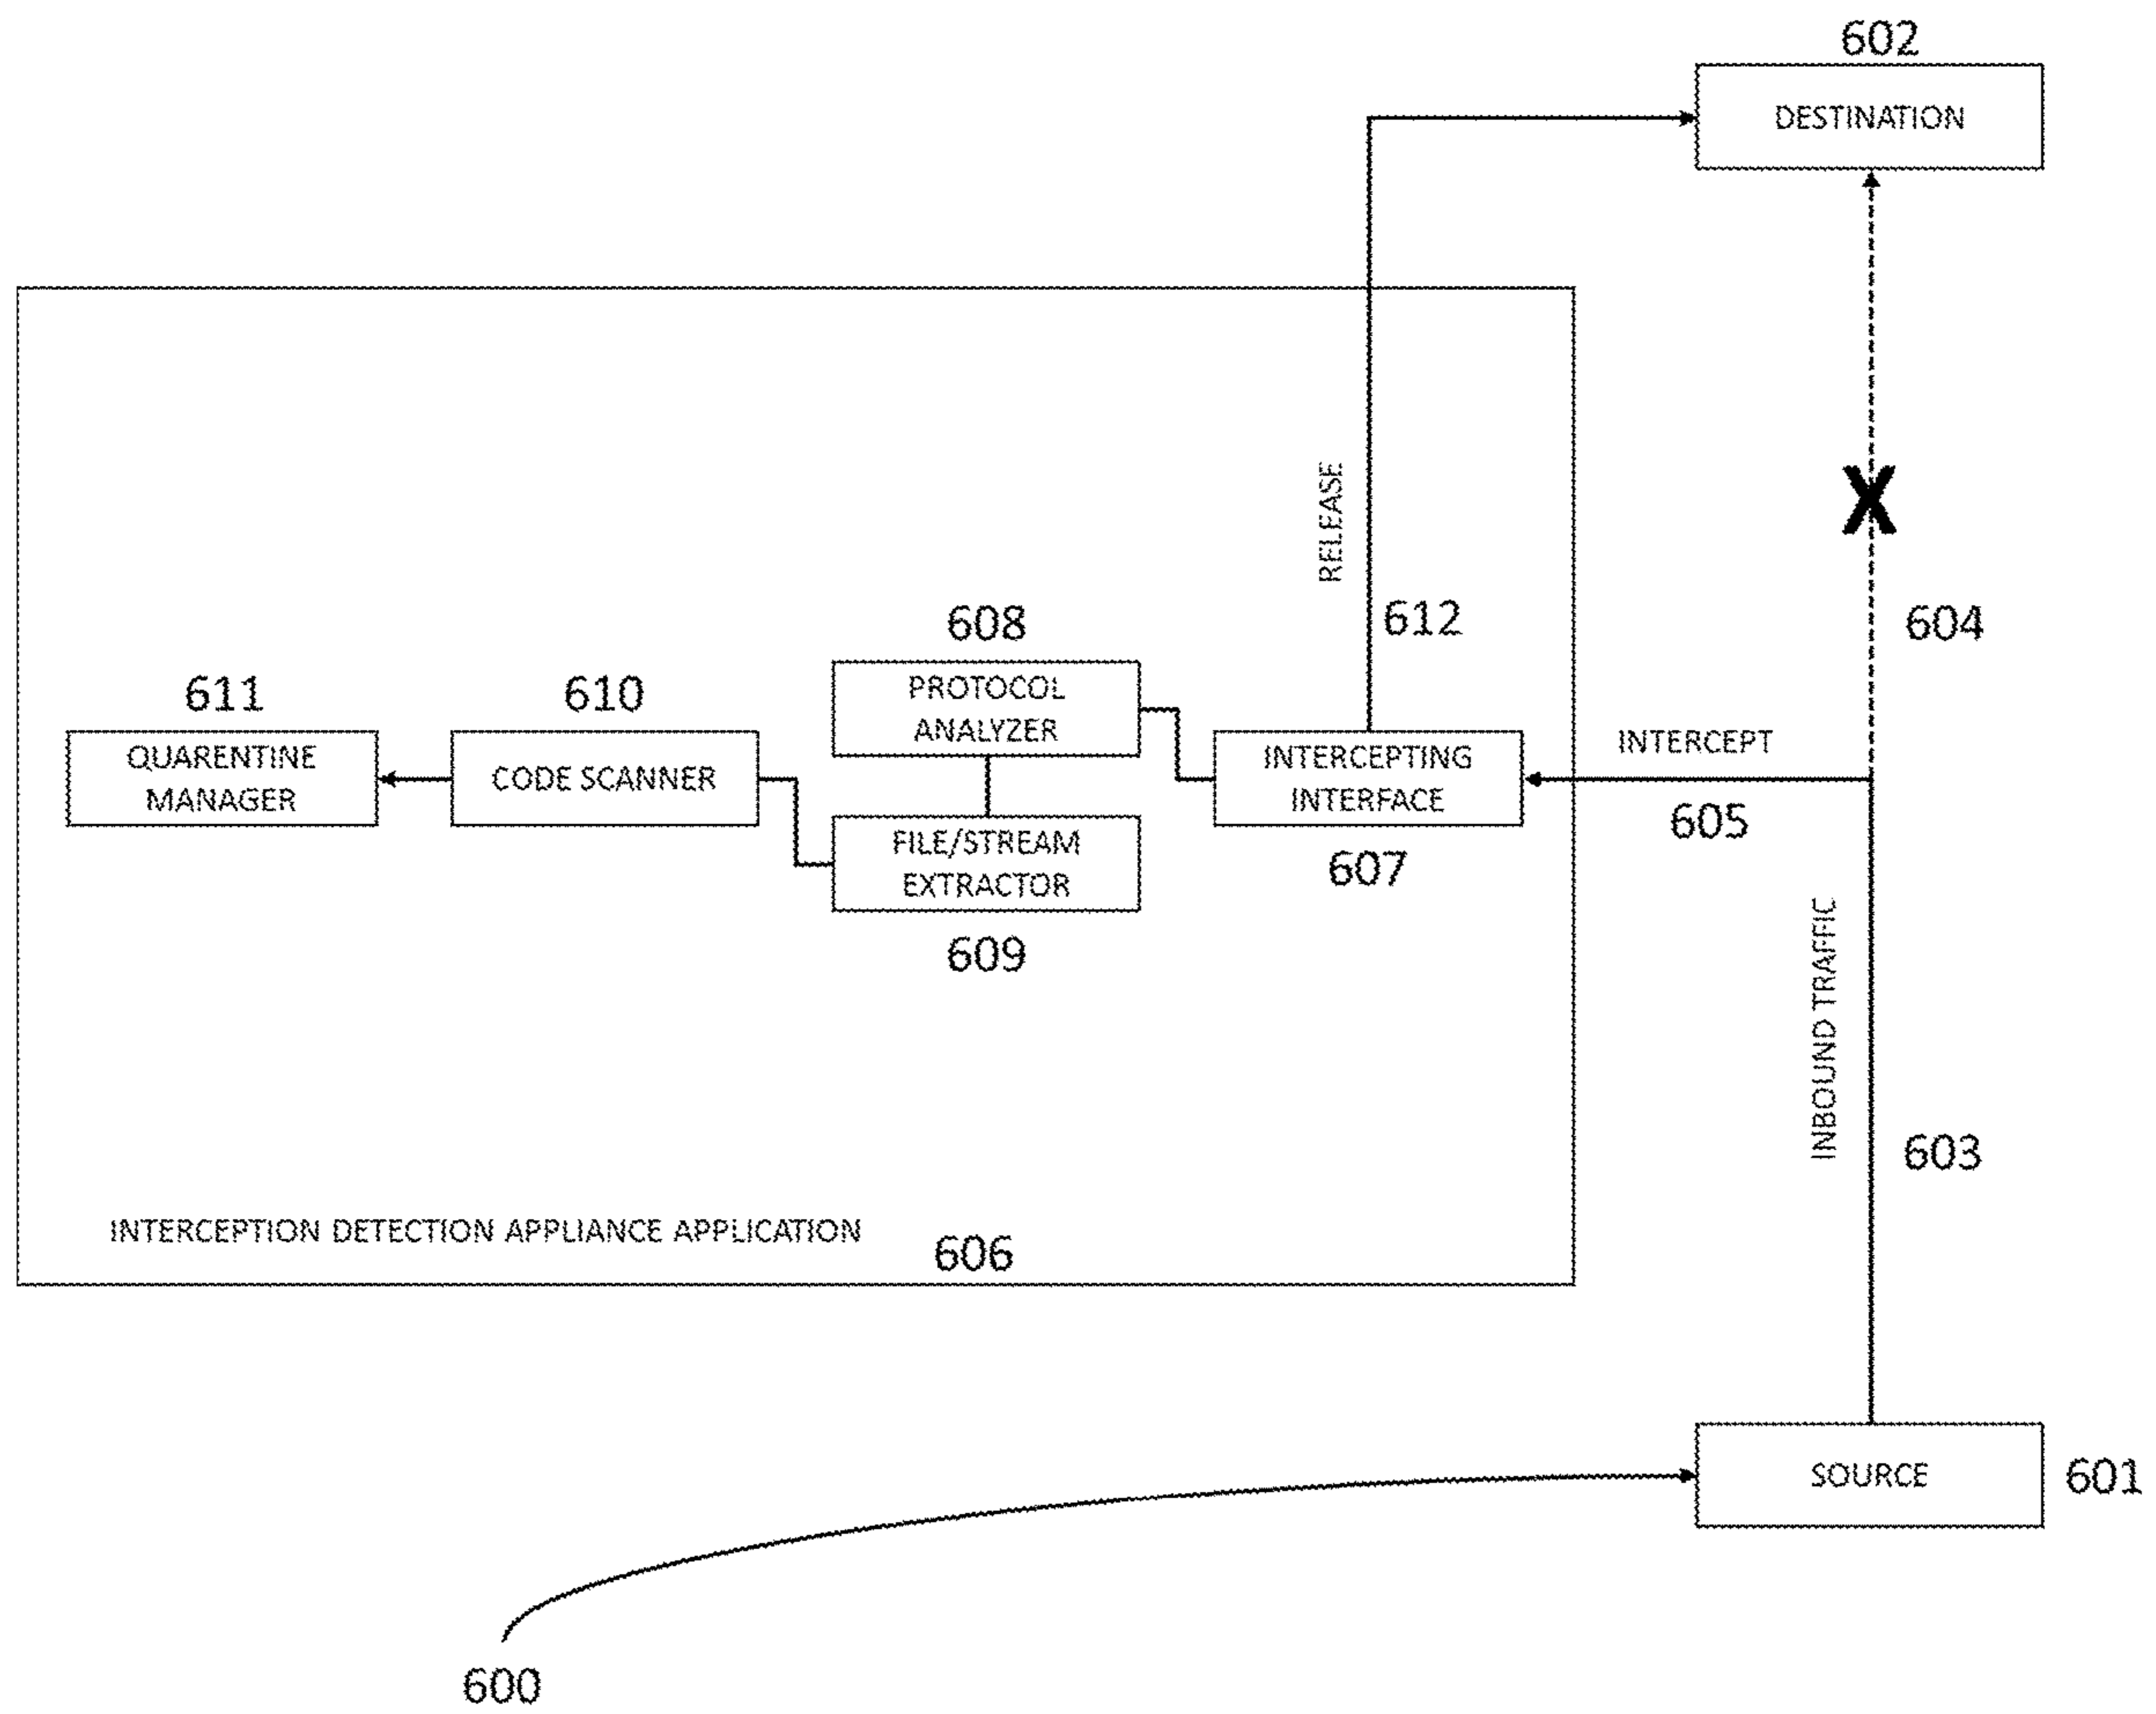 602
DESTINATION
RELEASE
612
604
608
PROTOCOL
ANALYZER
611
QUARENTINE
MANAGER
610
CODE SCANNER
INTERCEPTING
INTERFACE
607
INTERCEPT
605
FILE/STREAM
EXTRACTOR
609
INBOUND TRAFFIC
603
INTERCEPTION DETECTION APPLIANCE APPLICATION
606
SOURCE
601
600
X